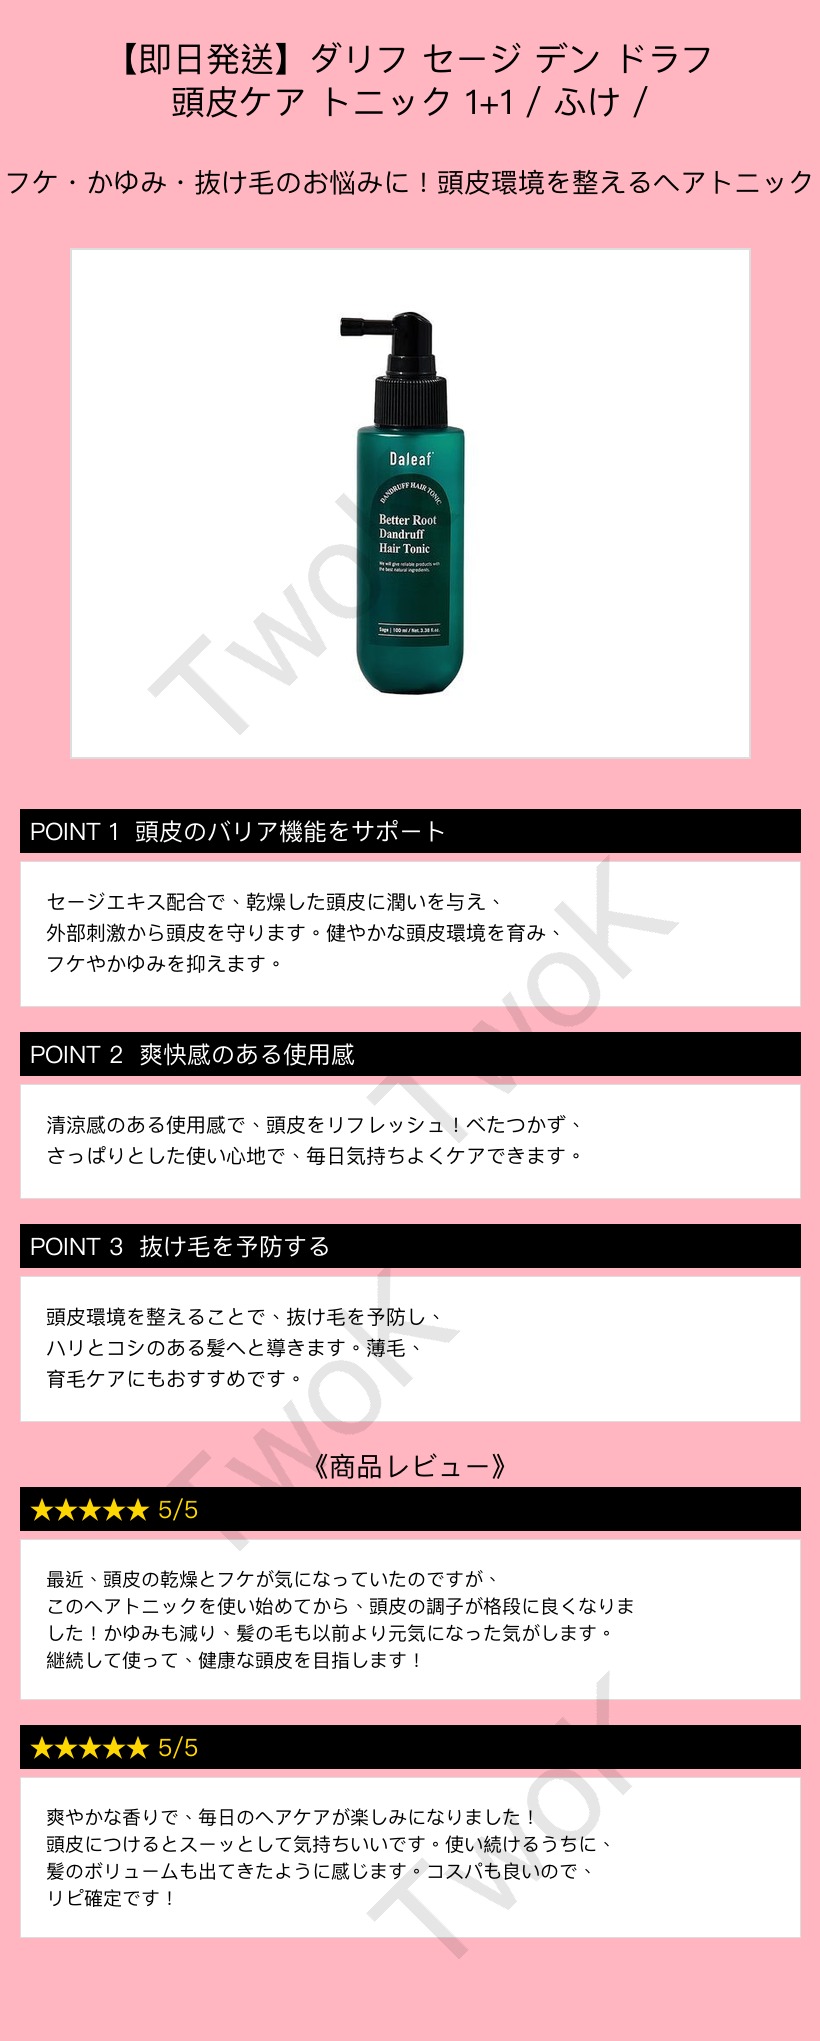 【即日発送】ダリフ セージ デン ドラフ
頭皮ケア トニック 1+1 / ふけ /
フケ・かゆみ・抜け毛のお悩みに！頭皮環境を整えるヘアトニック
Daleaf
DANDRUFF HAIR TONIC
Better Root
Dandruff
Hair Tonic
We will give reliable products with
the best natural ingredients.
Sage | 100 ml / Net. 3.38 fl.oz.
TwoK
POINT 1 頭皮のバリア機能をサポート
セージエキス配合で、乾燥した頭皮に潤いを与え、
外部刺激から頭皮を守ります。健やかな頭皮環境を育み、
フケやかゆみを抑えます。
TwoK
POINT 2 爽快感のある使用感
清涼感のある使用感で、頭皮をリフレッシュ！べたつかず、
さっぱりとした使い心地で、毎日気持ちよくケアできます。
POINT 3 抜け毛を予防する
頭皮環境を整えることで、抜け毛を予防し、
ハリとコシのある髪へと導きます。薄毛、
育毛ケアにもおすすめです。
TwoK
《商品レビュー》
★★★★★ 5/5
最近、頭皮の乾燥とフケが気になっていたのですが、
このヘアトニックを使い始めてから、頭皮の調子が格段に良くなりま
した！かゆみも減り、髪の毛も以前より元気になった気がします。
継続して使って、健康な頭皮を目指します！
★★★★★ 5/5
爽やかな香りで、毎日のヘアケアが楽しみになりました！
頭皮につけるとスーッとして気持ちいいです。使い続けるうちに、
髪のボリュームも出てきたように感じます。コスパも良いので、
リピ確定です！
TwoK